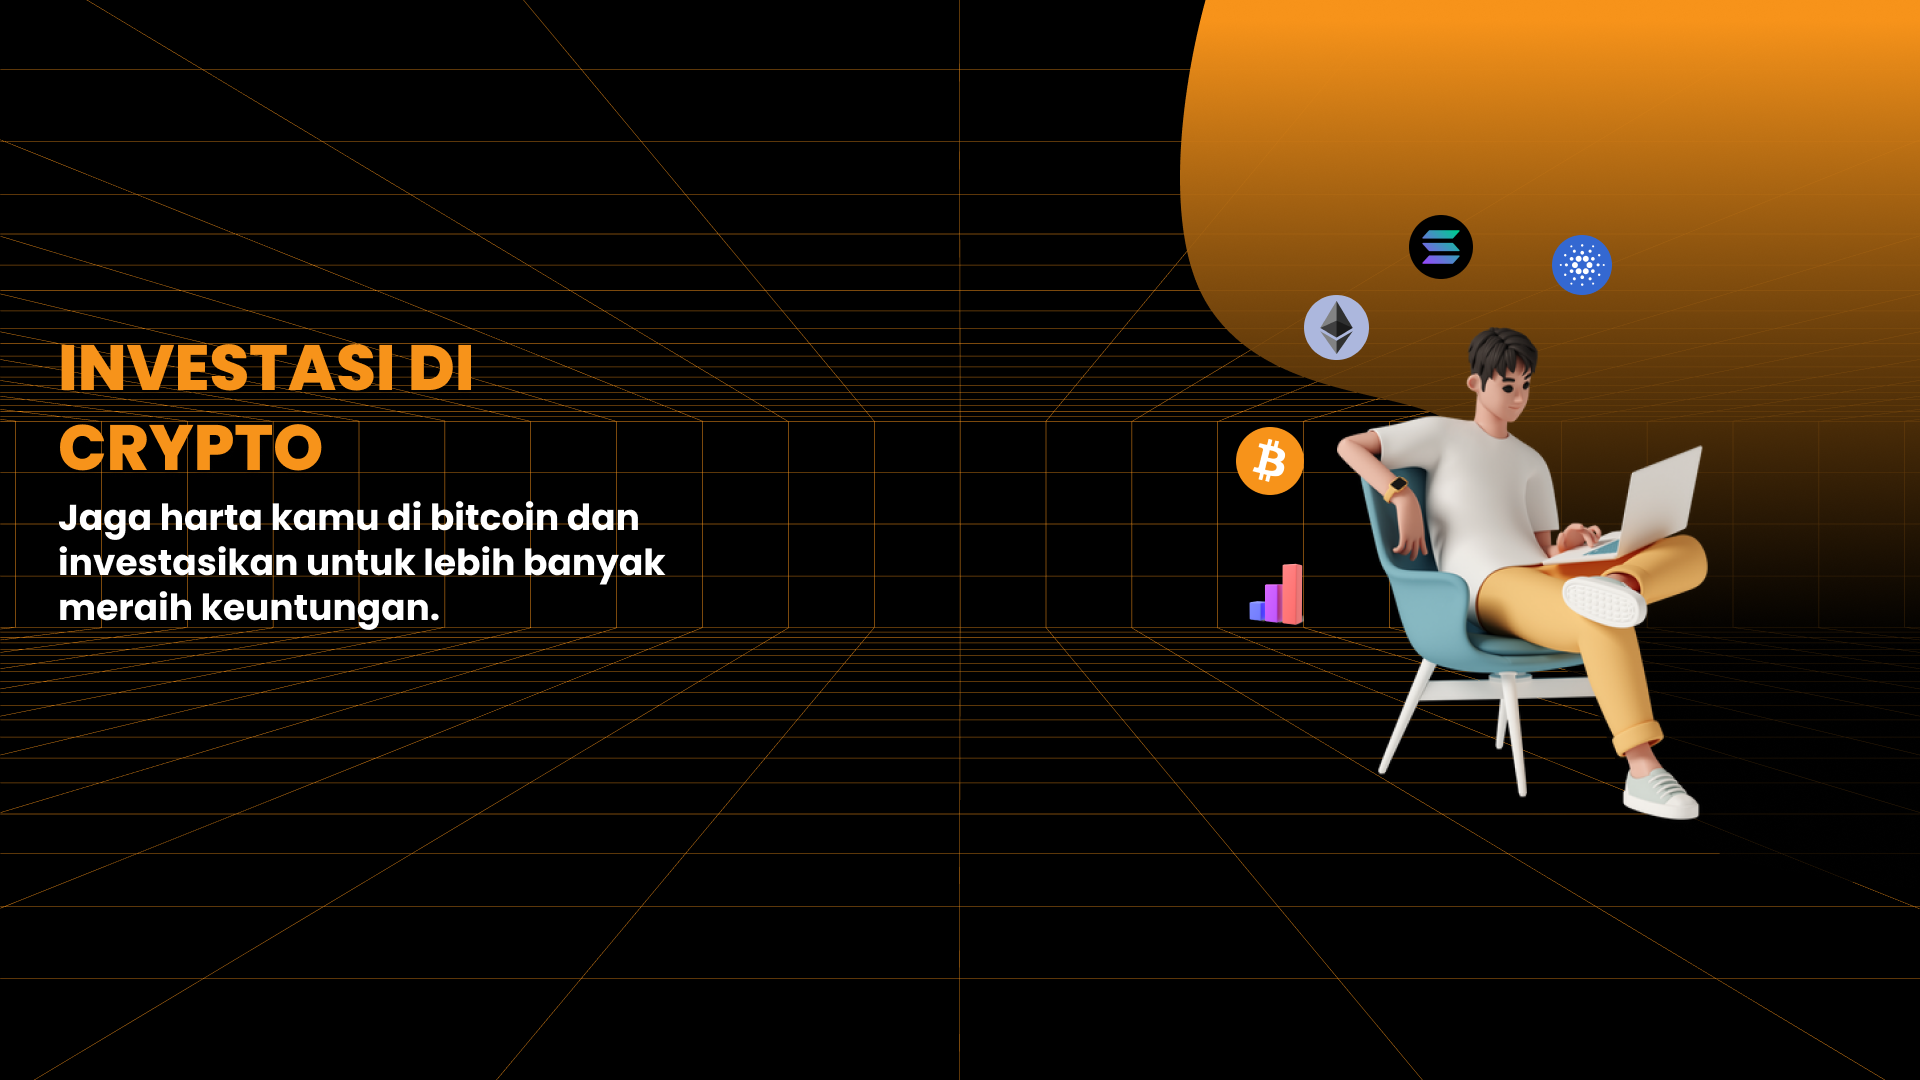 INVESTASI DI
CRYPTO
Jaga harta kamu di bitcoin dan
investasikan untuk lebih banyak
meraih keuntungan.